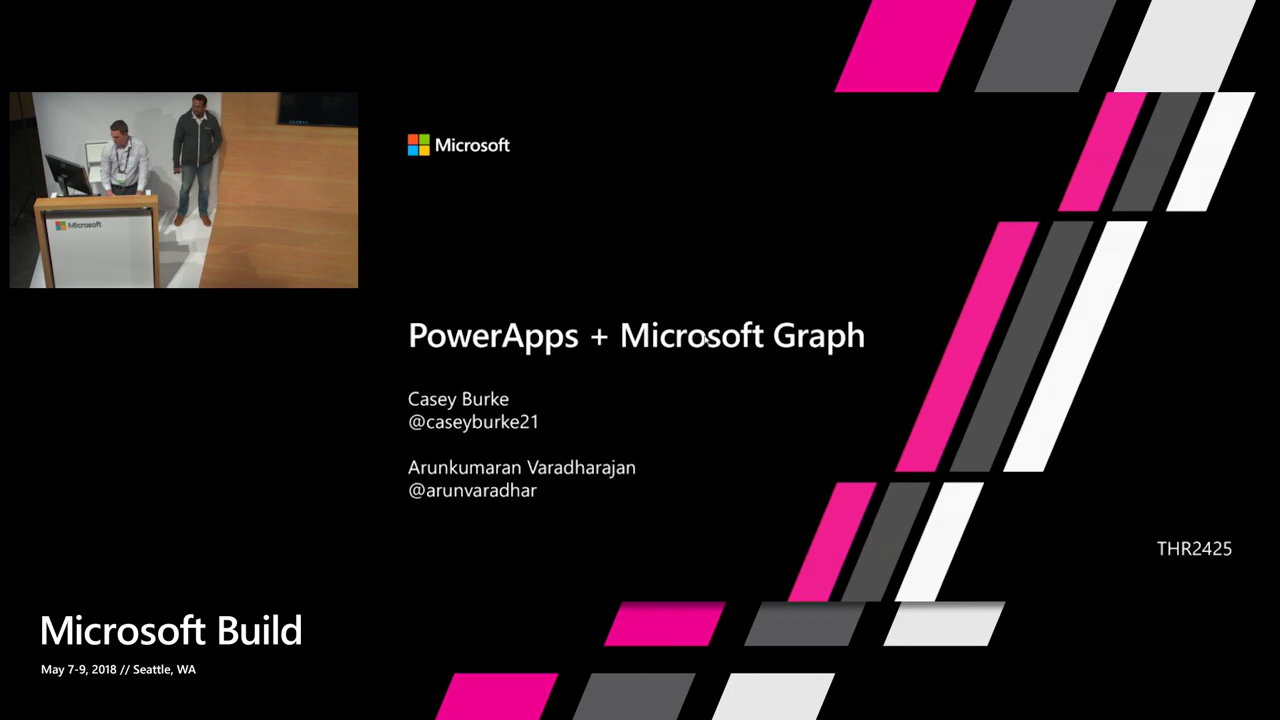 Microsoft
Microsoft
PowerApps + Microsoft Graph
Casey Burke
@caseyburke21
Arunkumaran Varadharajan
@arunvaradhar
THR2425
Microsoft Build
May 7-9, 2018 // Seattle, WA